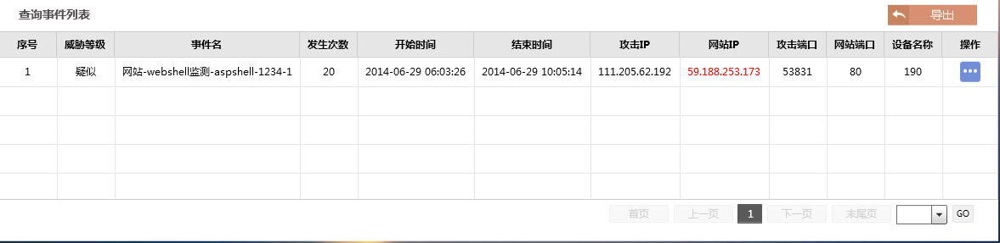 查询事件列表 导出
序号 威胁等级 事件名 发生次数 开始时间 结束时间 攻击IP 网站IP 攻击端口 网站端口 设备名称 操作
1 疑似 网站-webshell监测-aspshell-1234-1 20 2014-06-29 06:03:26 2014-06-29 10:05:14 111.205.62.192 59.188.253.173 53831 80 190
首页 上一页 1 下一页 末尾页 GO